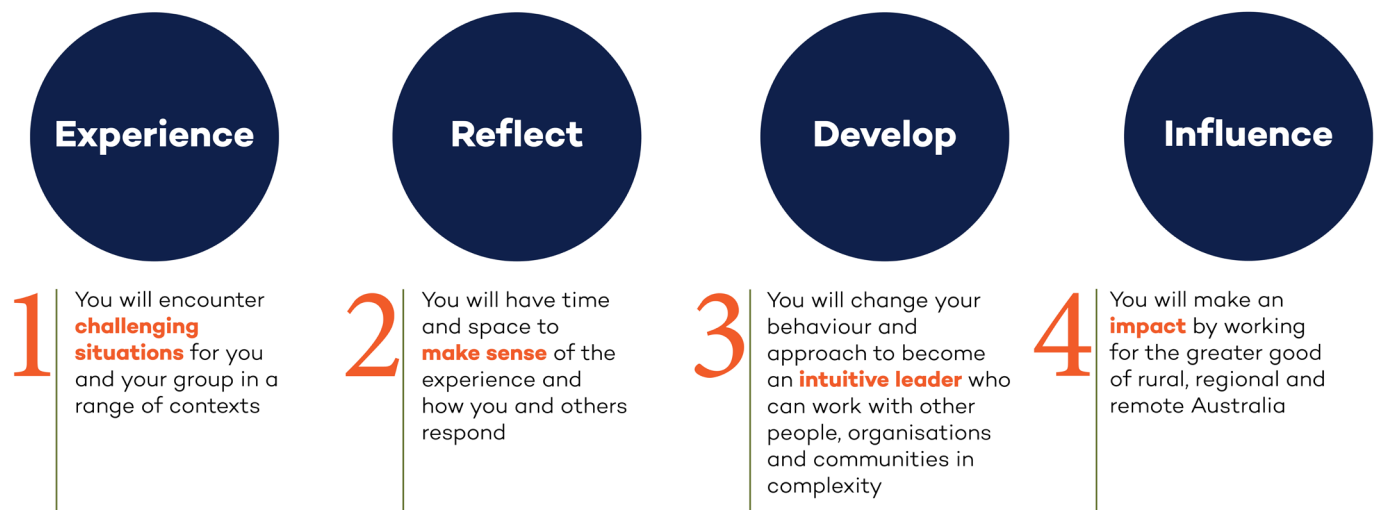 Experience
1
You will encounter
challenging
situations for you
and your group in a
range of contexts
Reflect
2
You will have time
and space to
make sense of the
experience and
how you and others
respond
Develop
3
You will change your
behaviour and
approach to become
an intuitive leader who
can work with other
people, organisations
and communities in
complexity
Influence
4
You will make an
impact by working
for the greater good
of rural, regional and
remote Australia